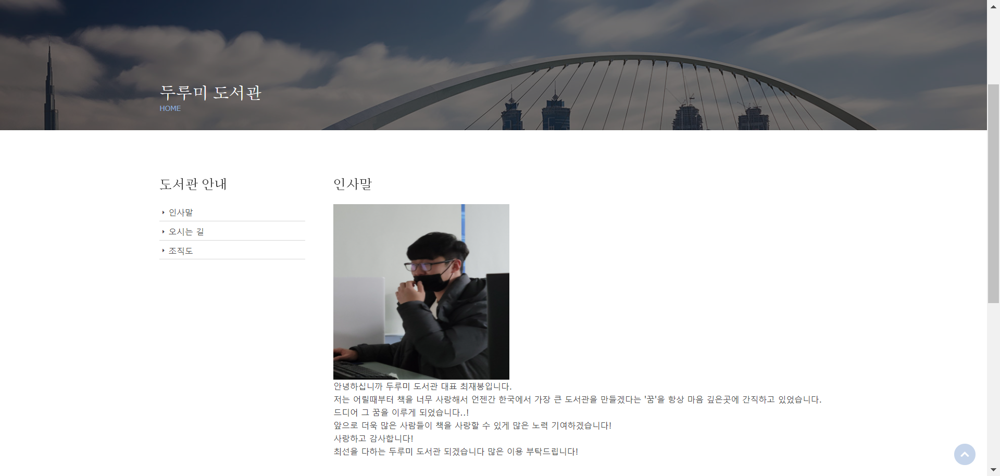 두루미 도서관
HOME
도서관 안내
인사말
오시는 길
조직도
인사말
안녕하십니까 두루미 도서관 대표 최재봉입니다.
저는 어릴때부터 책을 너무 사랑해서 언젠간 한국에서 가장 큰 도서관을 만들겠다는 '꿈'을 항상 마음 깊은곳에 간직하고 있었습니다.
드디어 그 꿈을 이루게 되었습니다..!
앞으로 더욱 많은 사람들이 책을 사랑할 수 있게 많은 노력 기여하겠습니다!
사랑하고 감사합니다!
최선을 다하는 두루미 도서관 되겠습니다 많은 이용 부탁드립니다!